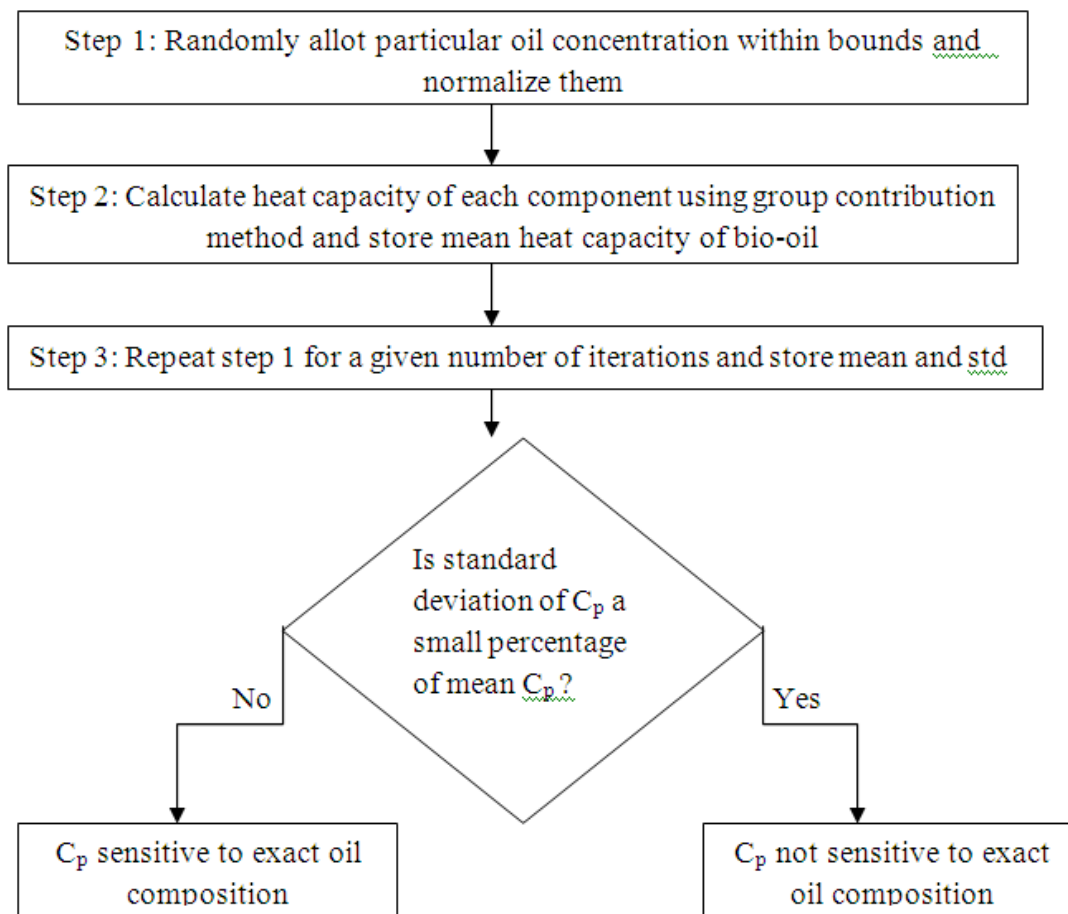 Step 1: Randomly allot particular oil concentration within bounds and
normalize them
Step 2: Calculate heat capacity of each component using group contribution
method and store mean heat capacity of bio-oil
Step 3: Repeat step 1 for a given number of iterations and store mean and std
Is standard
deviation of Cₚ a
small percentage
of mean Cₚ ?
No
Yes
Cₚ sensitive to exact oil
composition
Cₚ not sensitive to exact
oil composition